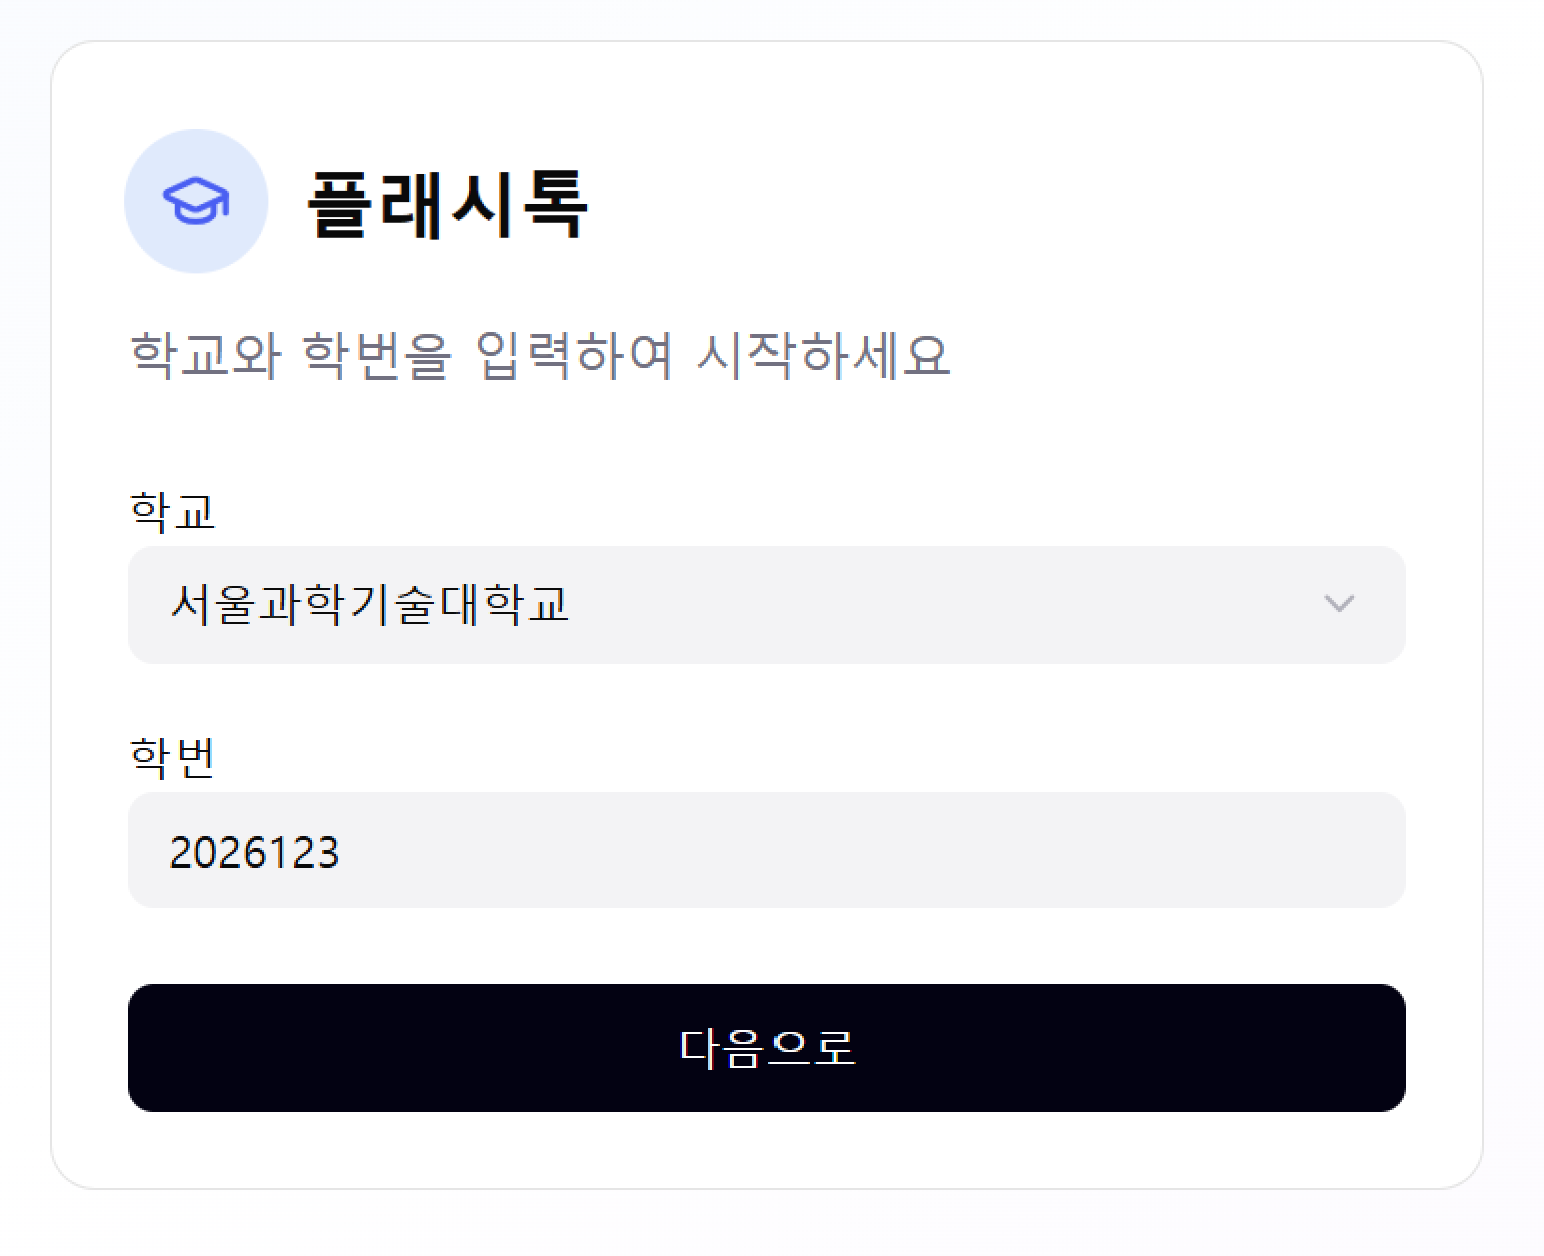 플래시톡
학교와 학번을 입력하여 시작하세요
학교
서울과학기술대학교
학번
2026123
다음으로